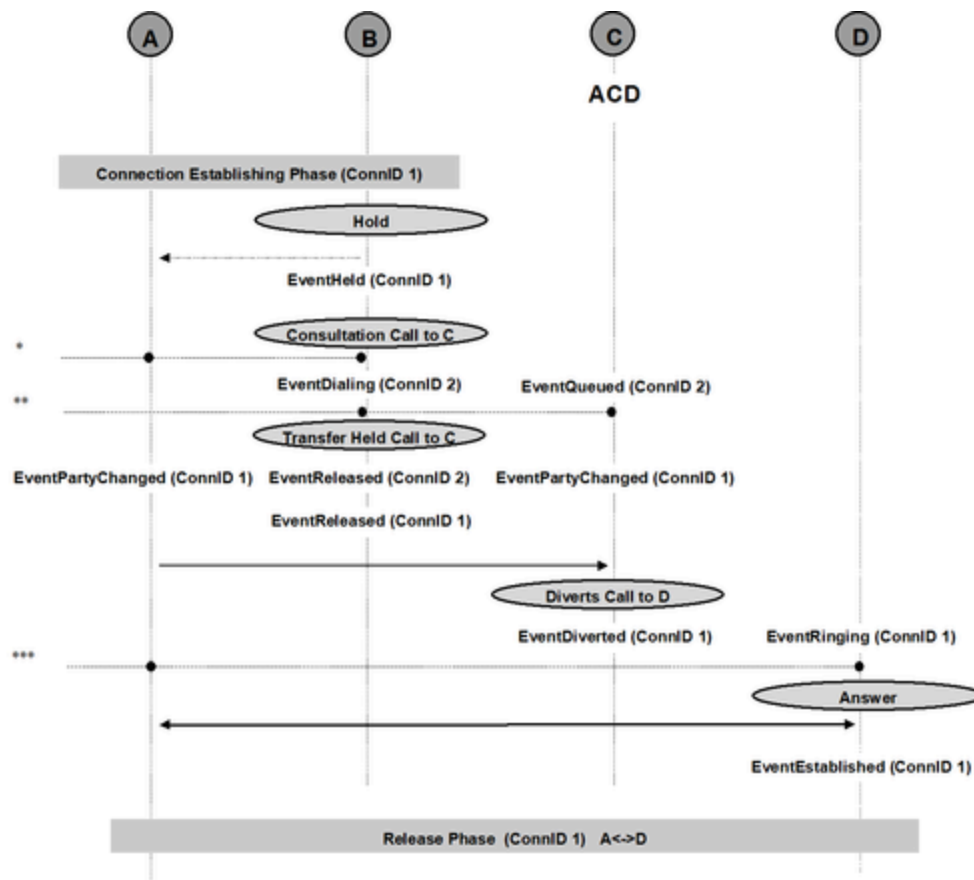 A B C D
ACD
Connection Establishing Phase (ConnID 1)
Hold
EventHeld (ConnID 1)
Consultation Call to C
*
EventDialing (ConnID 2) EventQueued (ConnID 2)
**
Transfer Held Call to C
EventPartyChanged (ConnID 1) EventReleased (ConnID 2) EventPartyChanged (ConnID 1)
EventReleased (ConnID 1)
Diverts Call to D
EventDiverted (ConnID 1) EventRinging (ConnID 1)
***
Answer
EventEstablished (ConnID 1)
Release Phase (ConnID 1) A<->D